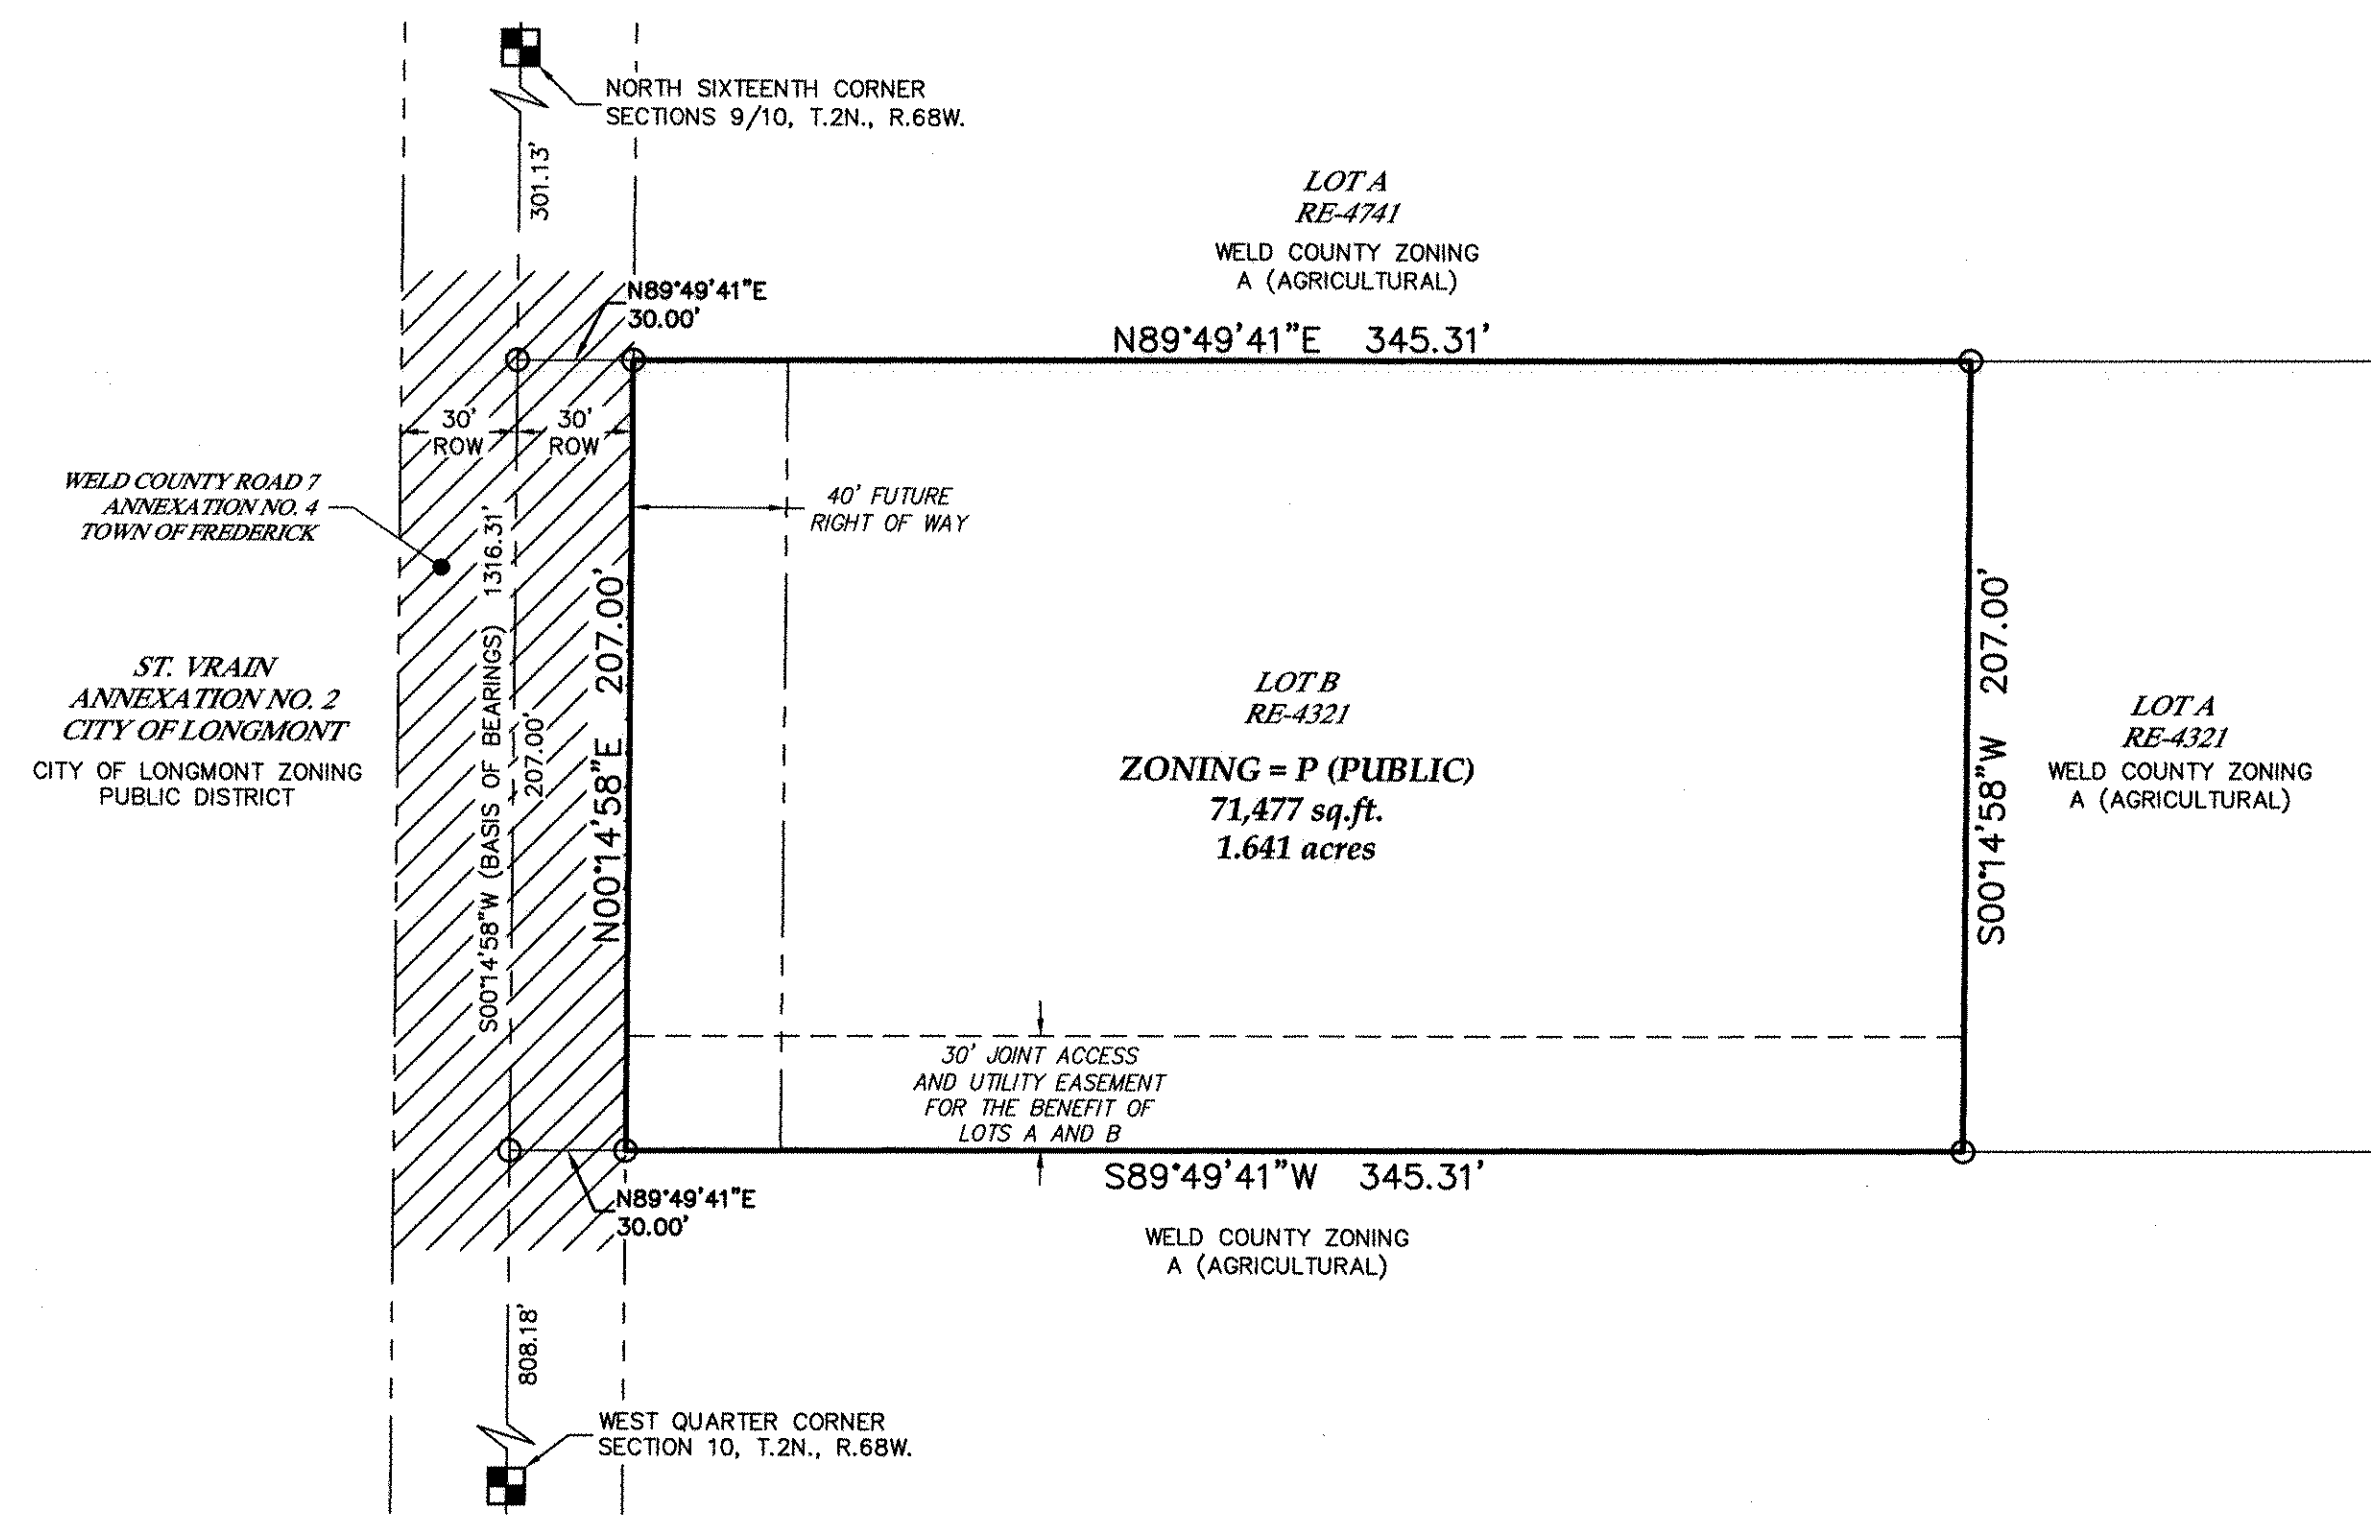 NORTH SIXTEENTH CORNER
SECTIONS 9/10, T.2N., R.68W.
301.13'
LOT A
RE-4741
WELD COUNTY ZONING
A (AGRICULTURAL)
N89°49'41"E
30.00'
N89°49'41"E 345.31'
30'
ROW
30'
ROW
WELD COUNTY ROAD 7
ANNEXATION NO. 4
TOWN OF FREDERICK
40' FUTURE
RIGHT OF WAY
S00°14'58"W (BASIS OF BEARINGS) 1316.31'
207.00'
N00°14'58"E 207.00'
ST. VRAIN
ANNEXATION NO. 2
CITY OF LONGMONT
CITY OF LONGMONT ZONING
PUBLIC DISTRICT
LOT B
RE-4321
ZONING = P (PUBLIC)
71,477 sq.ft.
1.641 acres
S00°14'58"W 207.00'
LOT A
RE-4321
WELD COUNTY ZONING
A (AGRICULTURAL)
30' JOINT ACCESS
AND UTILITY EASEMENT
FOR THE BENEFIT OF
LOTS A AND B
S89°49'41"W 345.31'
N89°49'41"E
30.00'
WELD COUNTY ZONING
A (AGRICULTURAL)
808.18'
WEST QUARTER CORNER
SECTION 10, T.2N., R.68W.